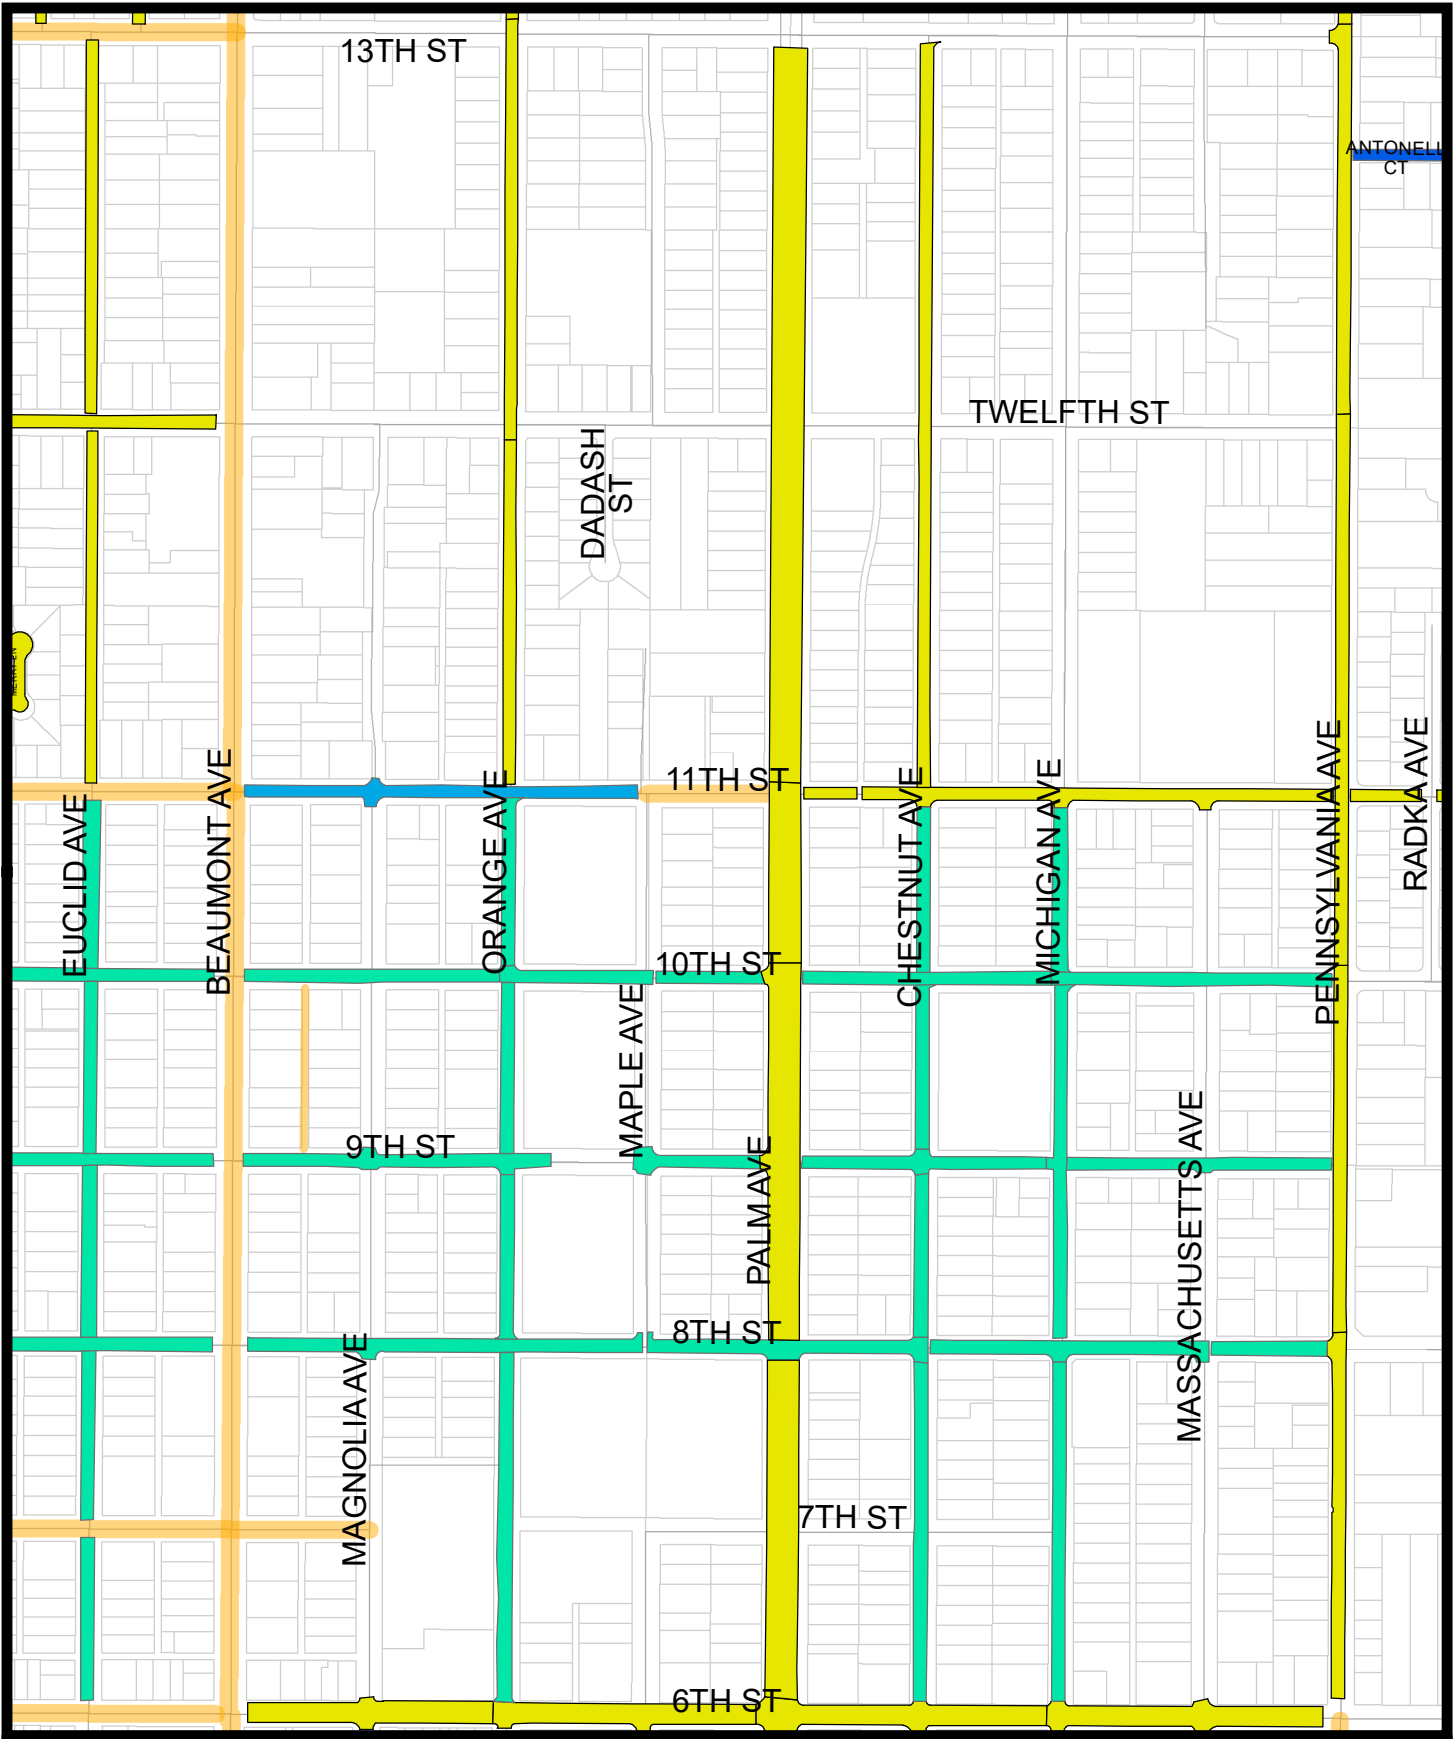 13TH ST
ANTONELL
CT
TWELFTH ST
DADASH
ST
11TH ST
EUCLID AVE
BEAUMONT AVE
ORANGE AVE
CHESTNUT AVE
MICHIGAN AVE
PENNSYLVANIA AVE
RADKA AVE
10TH ST
MAPLE AVE
9TH ST
PALM AVE
MASSACHUSETTS AVE
8TH ST
MAGNOLIA AVE
7TH ST
6TH ST